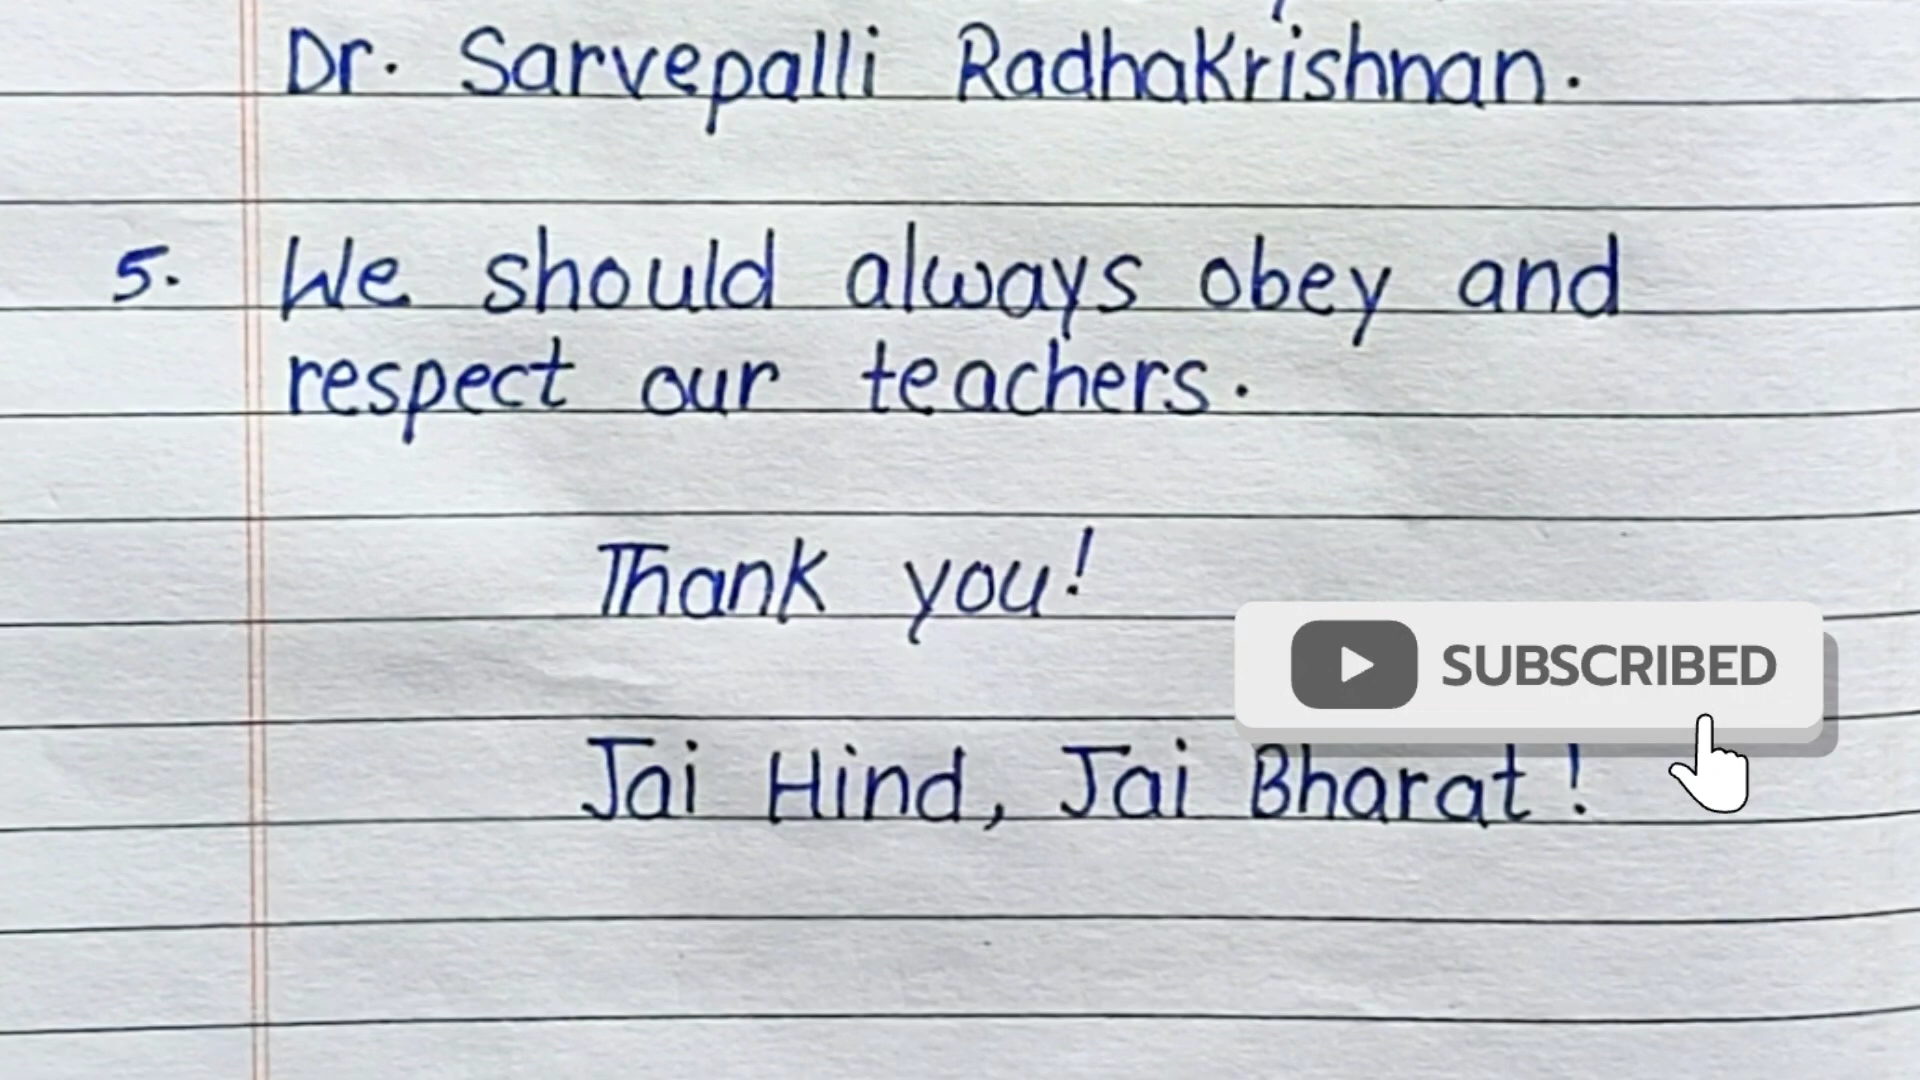 Dr. Sarvepalli Radhakrishnan.
5. We should always obey and
respect our teachers.
Thank you!
SUBSCRIBED
Jai Hind, Jai Bharat!